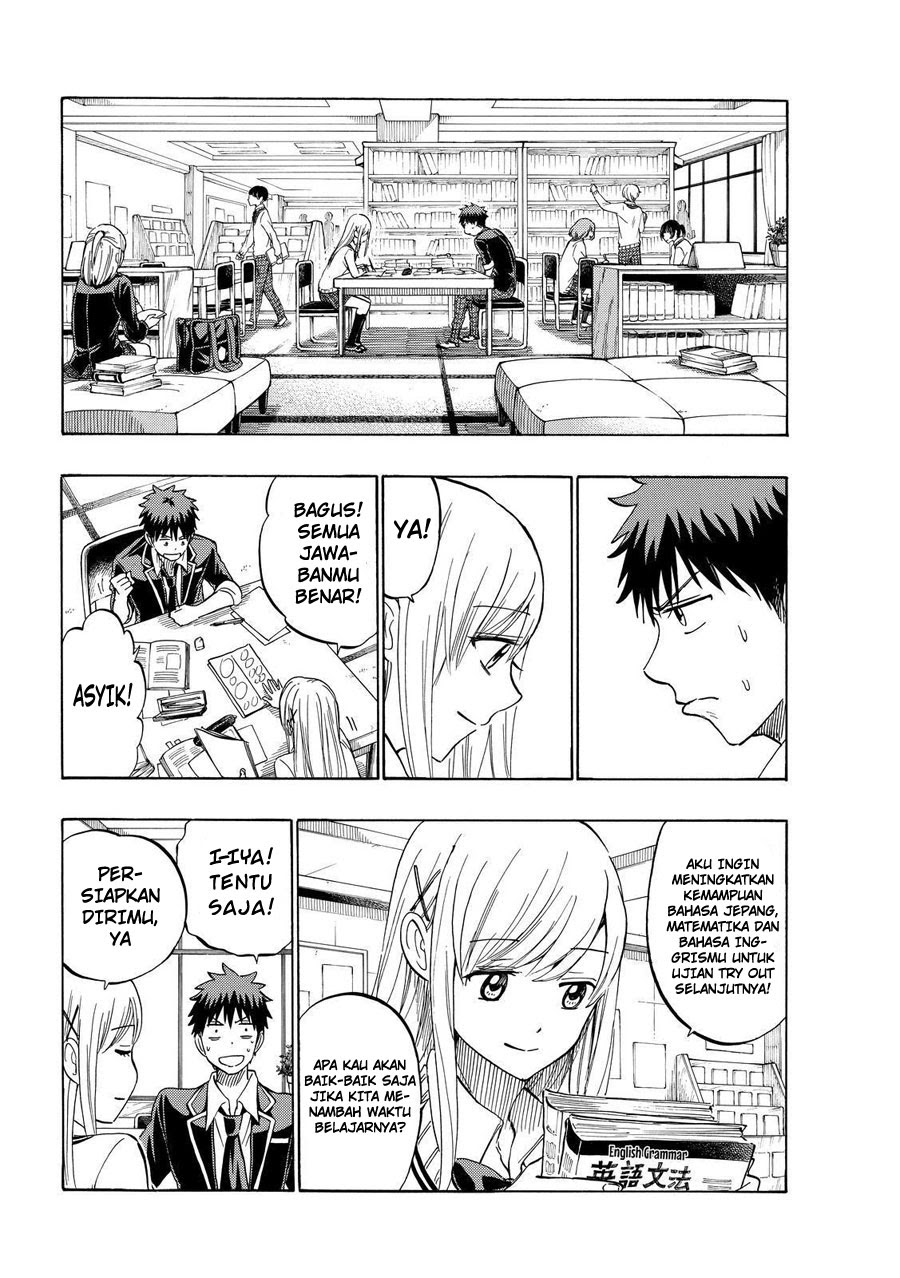 YA!
BAGUS!
SEMUA
JAWA-
BANMU
BENAR!
ASYIK!
AKU INGIN
MENINGKATKAN
KEMAMPUAN
BAHASA JEPANG,
MATEMATIKA DAN
BAHASA ING-
GRISMU UNTUK
UJIAN TRY OUT
SELANJUTNYA!
APA KALI AKAN
BAIK-BAIK SAJA
JIKA KITA ME-
NAMBAH WAKTU
BELAJARNYA?
English Grammar
英語文法
I-IYA!
TENTU
SAJA!
PER-
SIAPKAN
DIRIMU,
YA